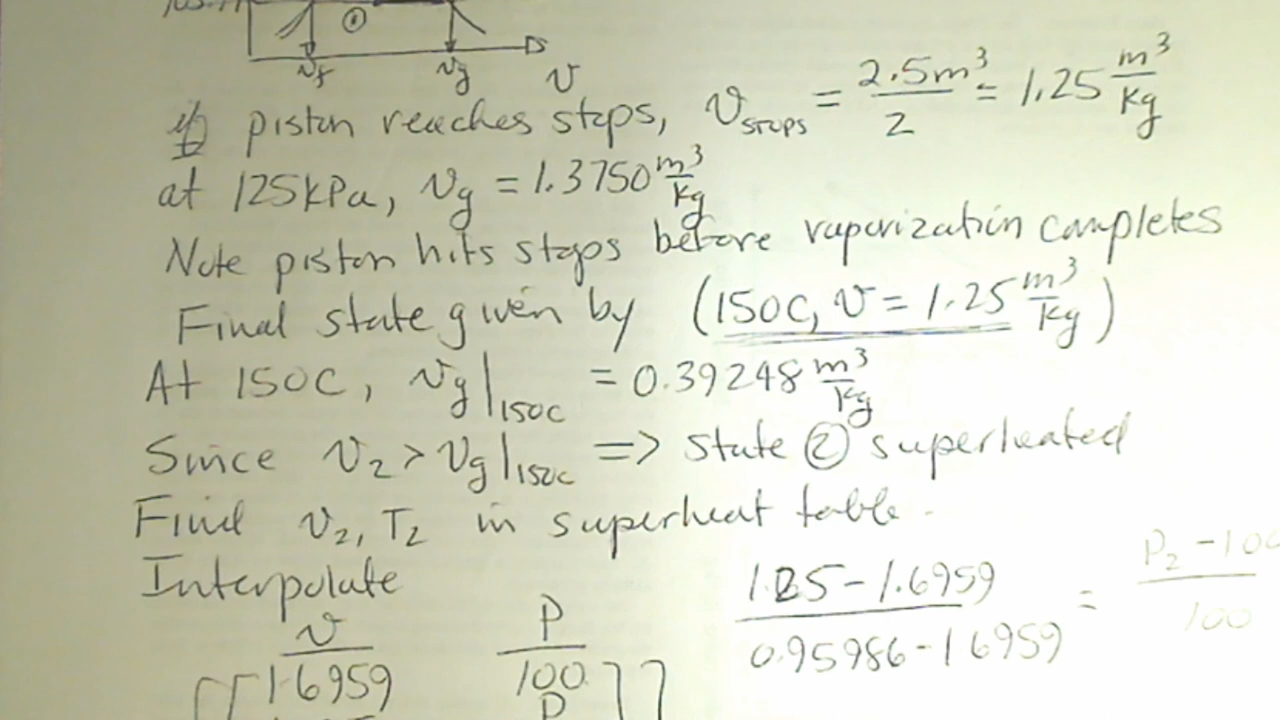 v_f v_g v
if piston reaches stops, v_stops = 2.5m³/2 = 1.25 m³/kg
at 125kPa, v_g = 1.3750 m³/kg
Note piston hits stops before vaporization completes
Final state given by (150C, v = 1.25 m³/kg)
At 150C, v_g|150C = 0.39248 m³/kg
Since v₂ > v_g|150C => State ② superheated
Find v₂, T₂ in superheat table.
Interpolate
(1.25 - 1.6959)/(0.95986 - 1.6959) = (P₂ - 100)/100
v P
1.6959 100
P